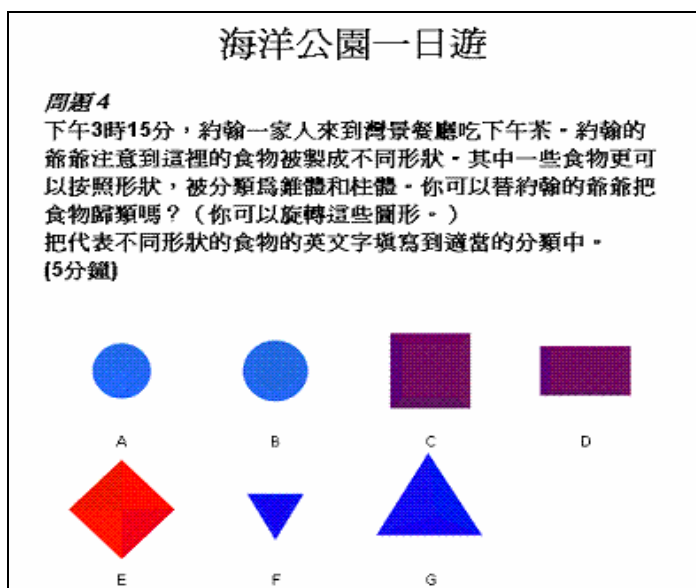 海洋公園一日遊
問題 4
下午3時15分，約翰一家人來到灣景餐廳吃下午茶。約翰的
爺爺注意到這裡的食物被製成不同形狀。其中一些食物更可
以按照形狀，被分類爲錐體和柱體。你可以替約翰的爺爺把
食物歸類嗎？（你可以旋轉這些圖形。）
把代表不同形狀的食物的英文字填寫到適當的分類中。
(5分鐘)
A B C D
E F G